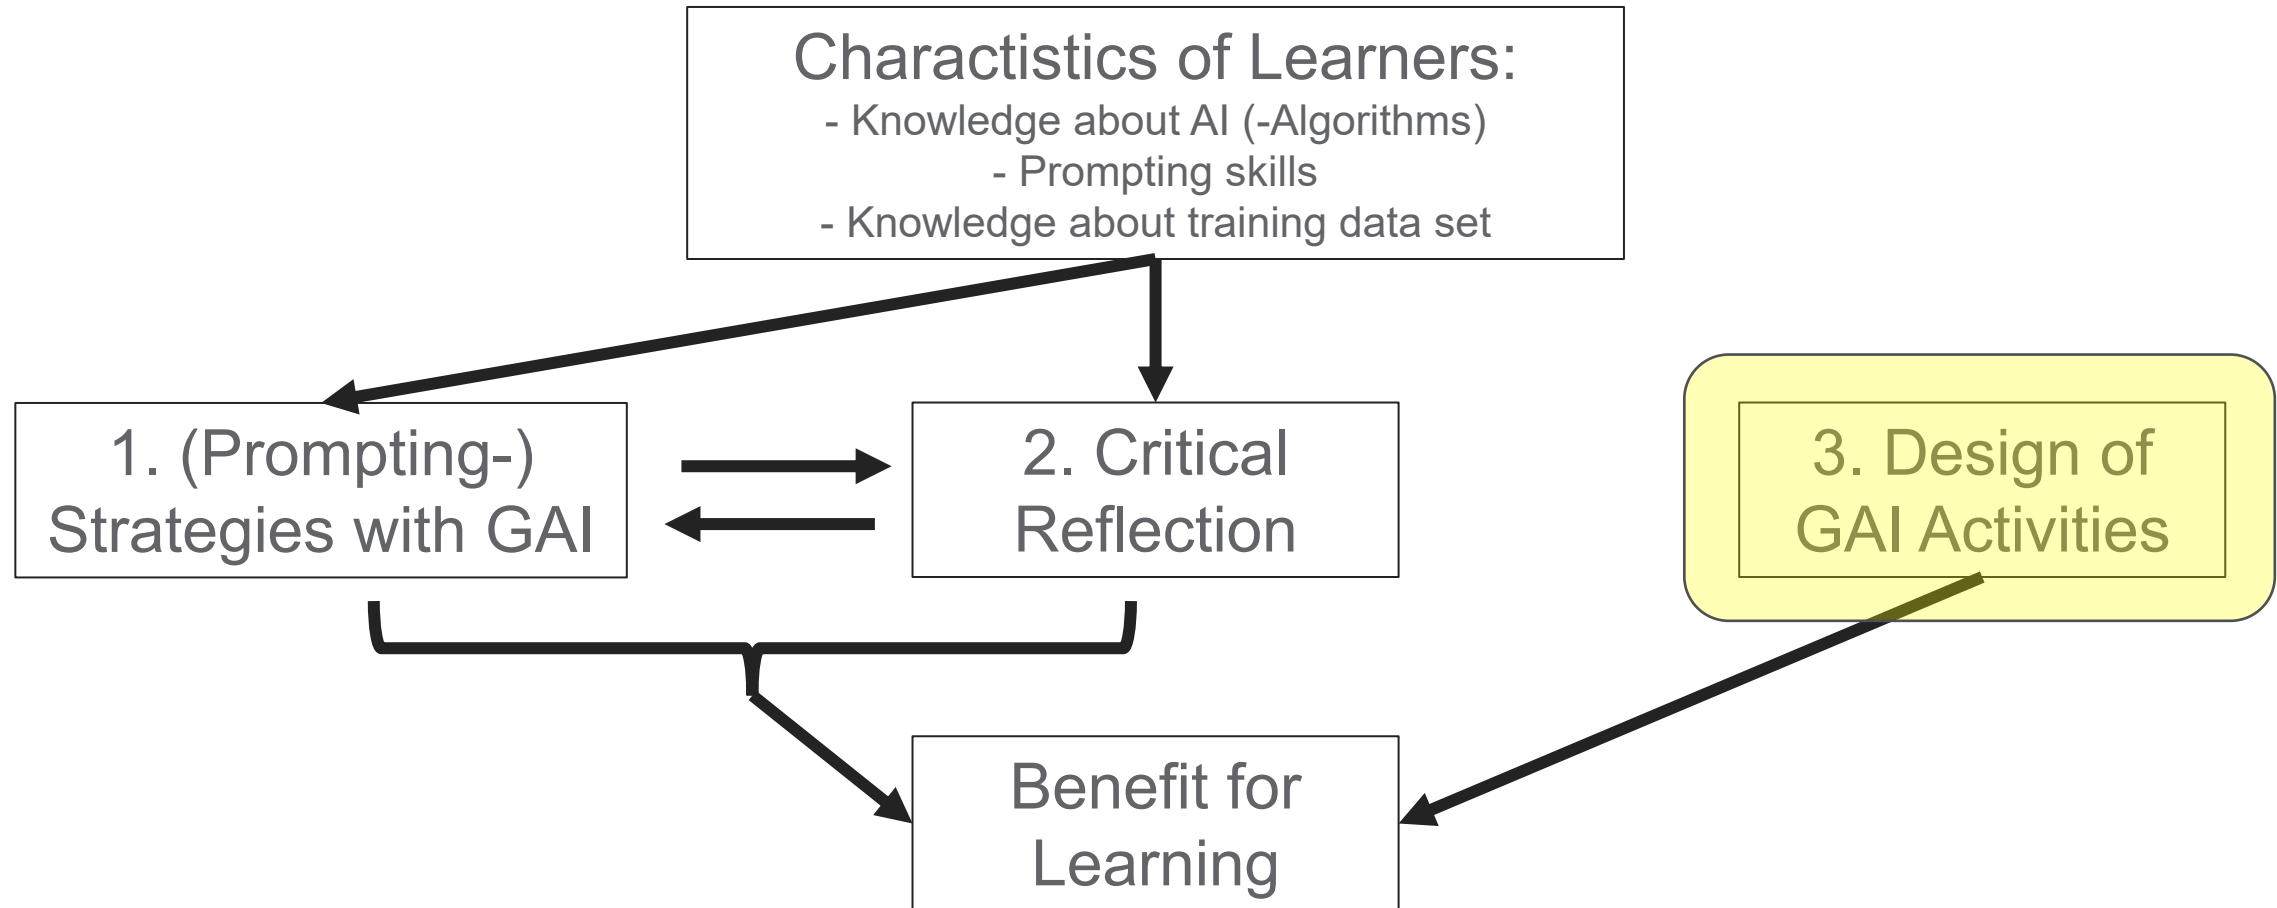 Charactistics of Learners:
- Knowledge about AI (-Algorithms)
- Prompting skills
- Knowledge about training data set
1. (Prompting-)
Strategies with GAI
2. Critical
Reflection
3. Design of
GAI Activities
Benefit for
Learning